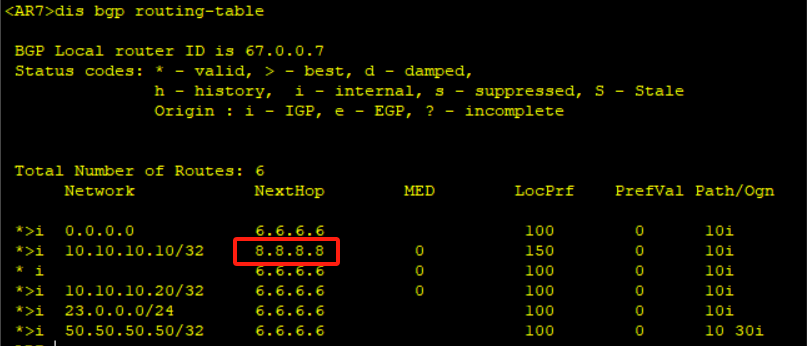 <AR7>dis bgp routing-table
BGP Local router ID is 67.0.0.7
Status codes: * - valid, > - best, d - damped,
h - history, i - internal, s - suppressed, S - Stale
Origin : i - IGP, e - EGP, ? - incomplete
Total Number of Routes: 6
Network NextHop MED LocPrf PrefVal Path/Ogn
*>i 0.0.0.0 6.6.6.6 100 0 10i
*>i 10.10.10.10/32 8.8.8.8 0 150 0 10i
* i 6.6.6.6 0 100 0 10i
*>i 10.10.10.20/32 6.6.6.6 0 100 0 10i
*>i 23.0.0.0/24 6.6.6.6 100 0 10i
*>i 50.50.50.50/32 6.6.6.6 100 0 10 30i